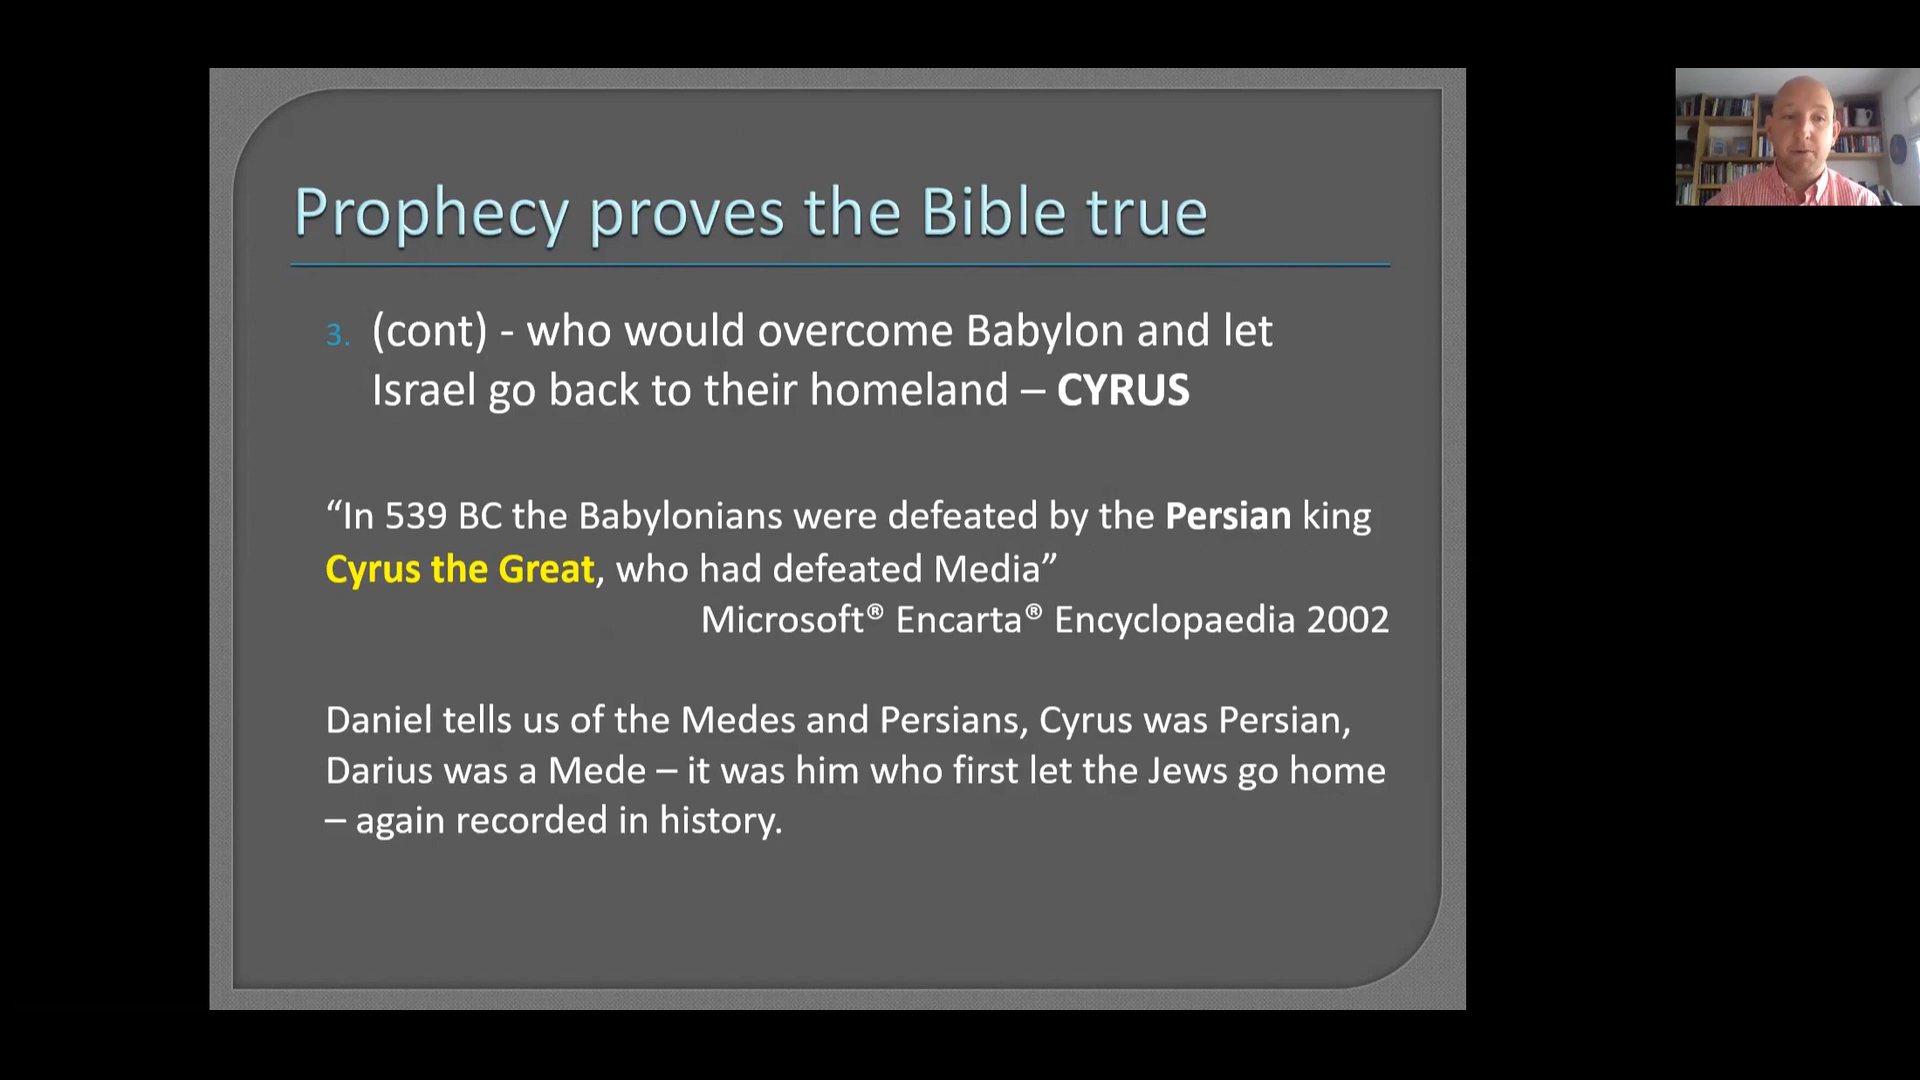 Prophecy proves the Bible true
3. (cont) - who would overcome Babylon and let
Israel go back to their homeland – CYRUS
“In 539 BC the Babylonians were defeated by the Persian king
Cyrus the Great, who had defeated Media”
Microsoft® Encarta® Encyclopaedia 2002
Daniel tells us of the Medes and Persians, Cyrus was Persian,
Darius was a Mede – it was him who first let the Jews go home
– again recorded in history.